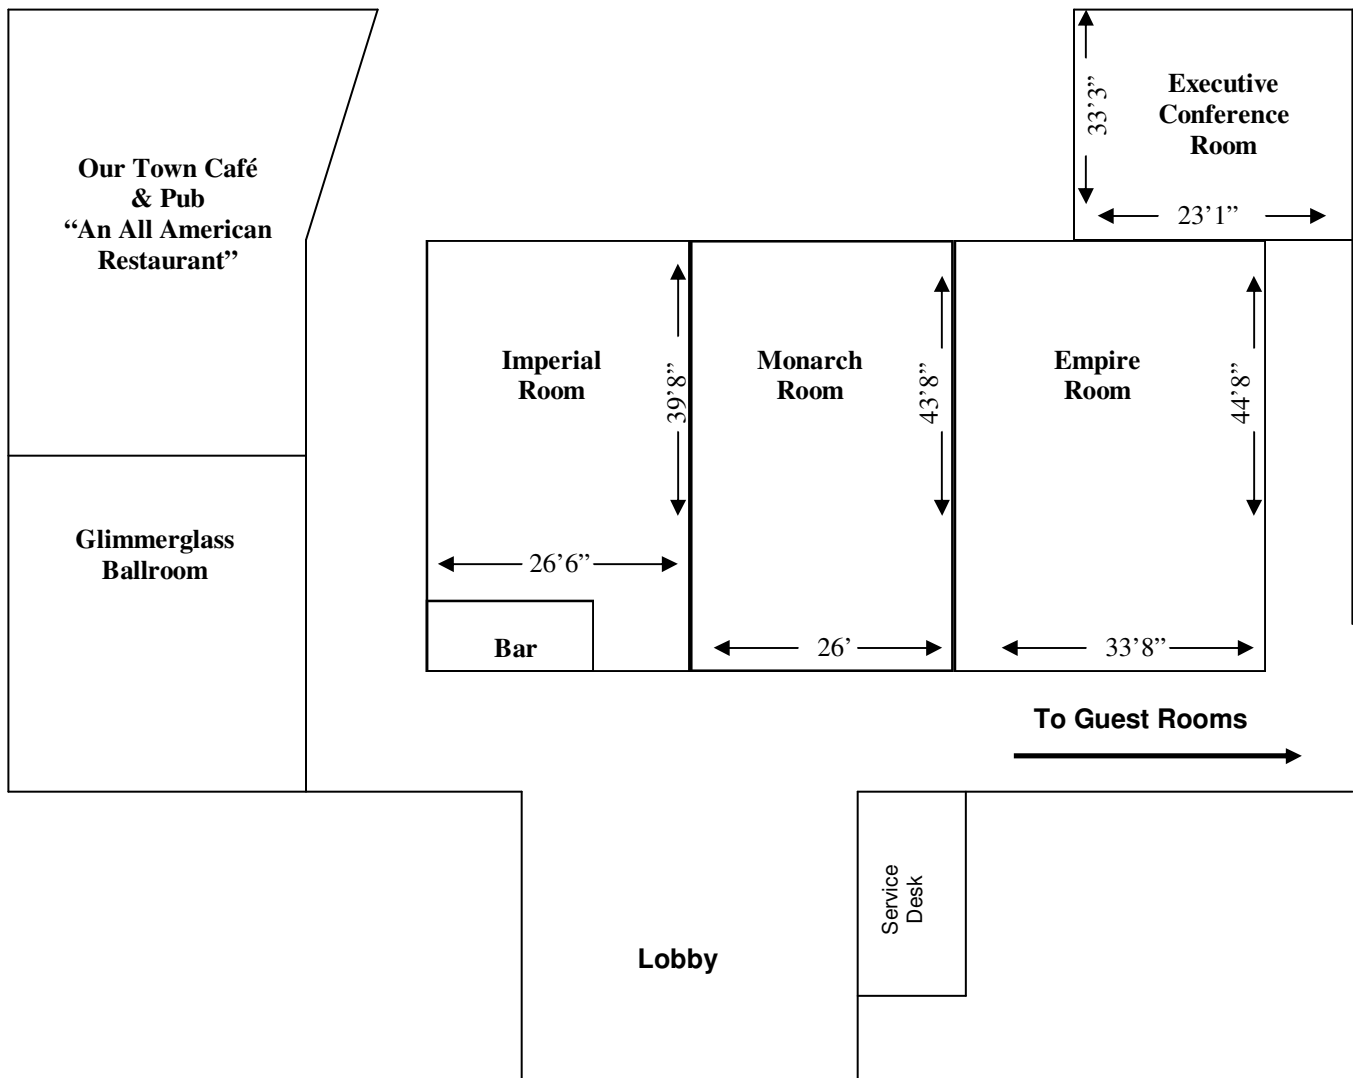 Our Town Café
& Pub
“An All American
Restaurant”
Glimmerglass
Ballroom
Imperial
Room
39’8”
26’6”
Bar
Monarch
Room
43’8”
26’
Empire
Room
44’8”
33’8”
Executive
Conference
Room
33’3”
23’1”
To Guest Rooms
Service
Desk
Lobby